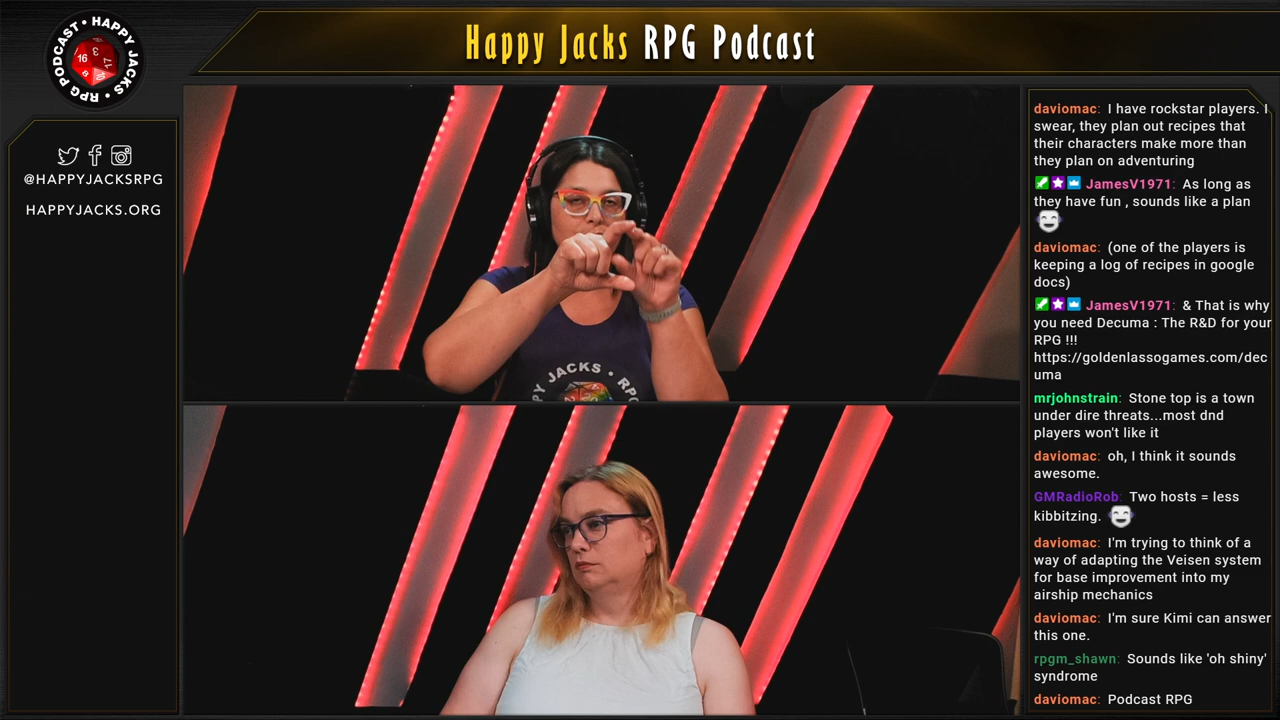 HAPPY JACKS • RPG PODCAST •
16
Happy Jacks RPG Podcast
@HAPPYJACKSRPG
HAPPYJACKS.ORG
PY JACKS • RPG
daviomac: I have rockstar players. I
swear, they plan out recipes that
their characters make more than
they plan on adventuring
JamesV1971: As long as
they have fun , sounds like a plan
daviomac: (one of the players is
keeping a log of recipes in google
docs)
JamesV1971: & That is why
you need Decuma : The R&D for your
RPG !!!
https://goldenlassogames.com/dec
uma
mrjohnstrain: Stone top is a town
under dire threats...most dnd
players won't like it
daviomac: oh, I think it sounds
awesome.
GMRadioRob: Two hosts = less
kibbitzing.
daviomac: I'm trying to think of a
way of adapting the Veisen system
for base improvement into my
airship mechanics
daviomac: I'm sure Kimi can answer
this one.
rpgm_shawn: Sounds like 'oh shiny'
syndrome
daviomac: Podcast RPG